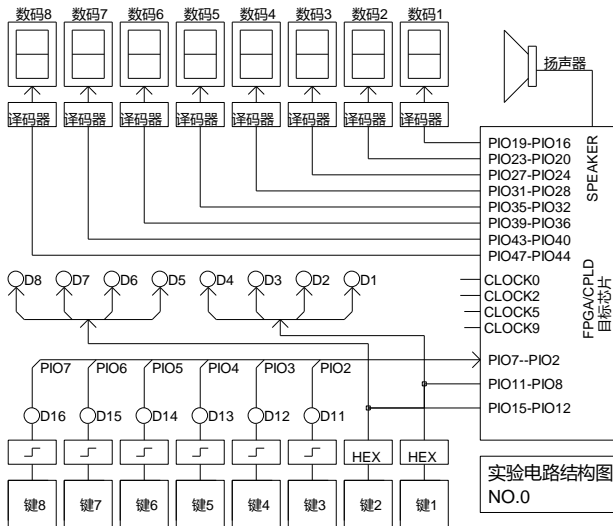 数码8 数码7 数码6 数码5 数码4 数码3 数码2 数码1
扬声器
译码器 译码器 译码器 译码器 译码器 译码器 译码器 译码器
SPEAKER
PIO19-PIO16
PIO23-PIO20
PIO27-PIO24
PIO31-PIO28
PIO35-PIO32
PIO39-PIO36
PIO43-PIO40
PIO47-PIO44
D8 D7 D6 D5 D4 D3 D2 D1
CLOCK0
CLOCK2
CLOCK5
CLOCK9
FPGA/CPLD
目标芯片
PIO7 PIO6 PIO5 PIO4 PIO3 PIO2
PIO7--PIO2
PIO11-PIO8
PIO15-PIO12
D16 D15 D14 D13 D12 D11
HEX HEX
键8 键7 键6 键5 键4 键3 键2 键1
实验电路结构图
NO.0